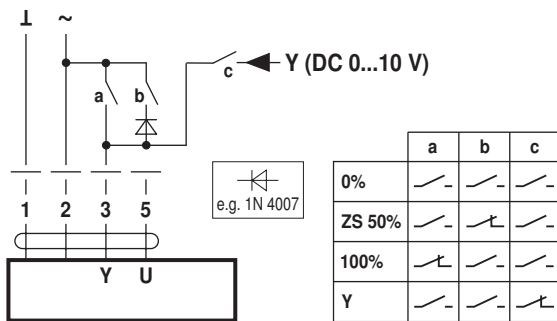 ⊥ ~
a b c Y (DC 0...10 V)
e.g. 1N 4007
1 2 3 5
Y U
a b c
0%
ZS 50%
100%
Y